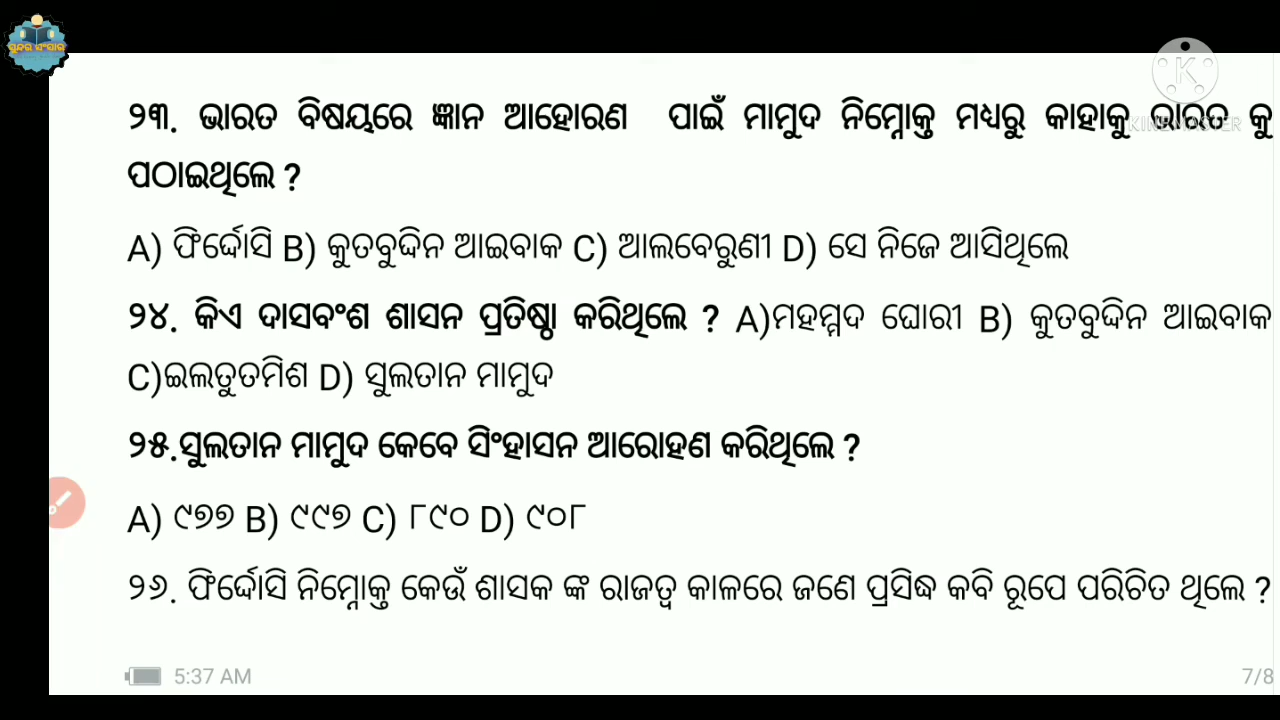 ସୁନ୍ଦର ସଂସାର
KINEMASTER
୨୩. ଭାରତ ବିଷୟରେ ଜ୍ଞାନ ଆହୋରଣ ପାଇଁ ମାମୁଦ ନିମ୍ନୋକ୍ତ ମଧ୍ୟରୁ କାହାକୁ ଭାରତ କୁ
ପଠାଇଥିଲେ ?
A) ଫିର୍ଦ୍ଦୋସି B) କୁତବୁଦ୍ଦିନ ଆଇବାକ C) ଆଲବେରୁଣୀ D) ସେ ନିଜେ ଆସିଥିଲେ
୨୪. କିଏ ଦାସବଂଶ ଶାସନ ପ୍ରତିଷ୍ଠା କରିଥିଲେ ? A)ମହମ୍ମଦ ଘୋରୀ B) କୁତବୁଦ୍ଦିନ ଆଇବାକ
C)ଇଲତୁତମିଶ D) ସୁଲତାନ ମାମୁଦ
୨୫.ସୁଲତାନ ମାମୁଦ କେବେ ସିଂହାସନ ଆରୋହଣ କରିଥିଲେ ?
A) ୯୭୭ B) ୯୯୭ C) ୮୯୦ D) ୯୦୮
୨୬. ଫିର୍ଦ୍ଦୋସି ନିମ୍ନୋକ୍ତ କେଉଁ ଶାସକ ଙ୍କ ରାଜତ୍ଵ କାଳରେ ଜଣେ ପ୍ରସିଦ୍ଧ କବି ରୂପେ ପରିଚିତ ଥିଲେ ?
5:37 AM 7/8